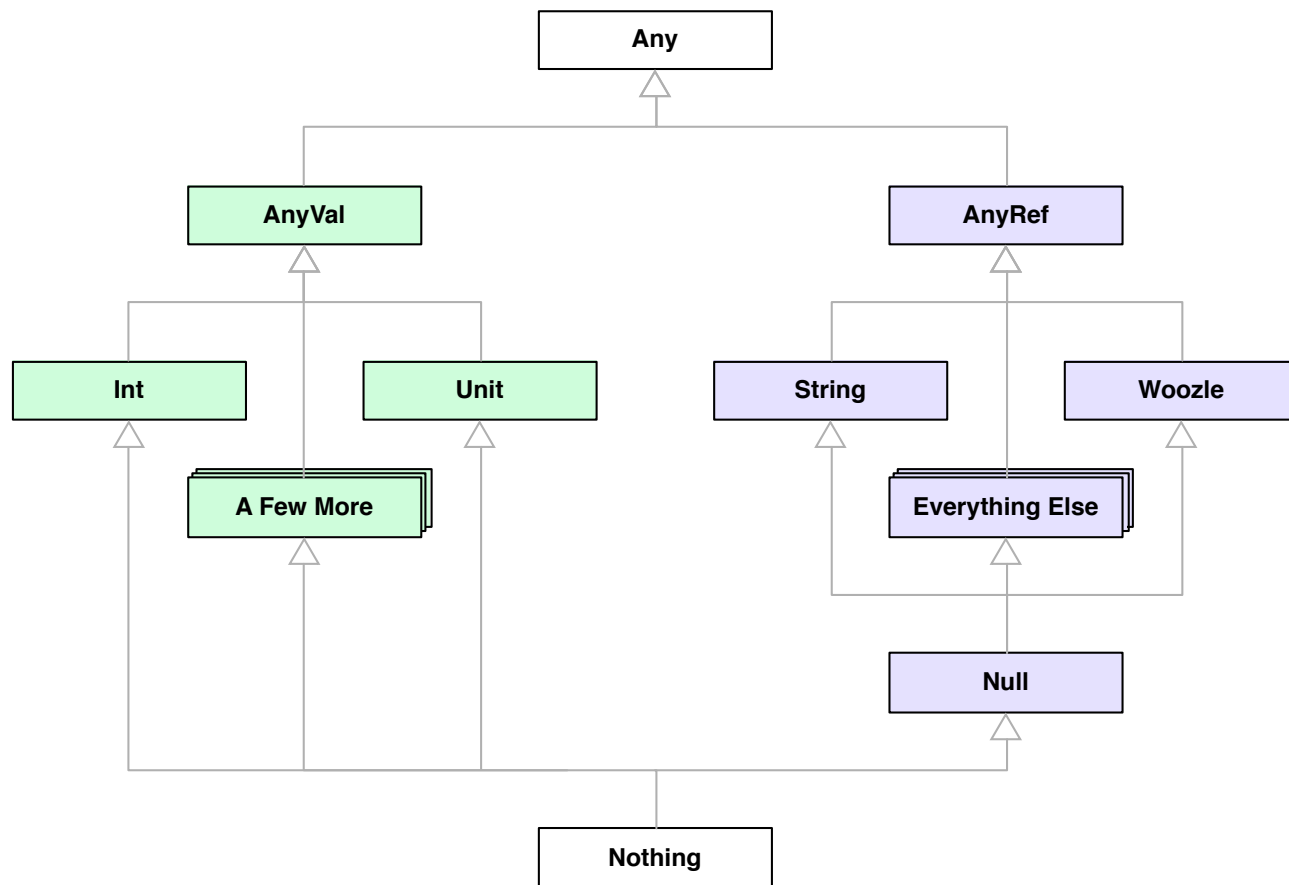 Any
AnyVal
AnyRef
Int
Unit
String
Woozle
A Few More
Everything Else
Null
Nothing